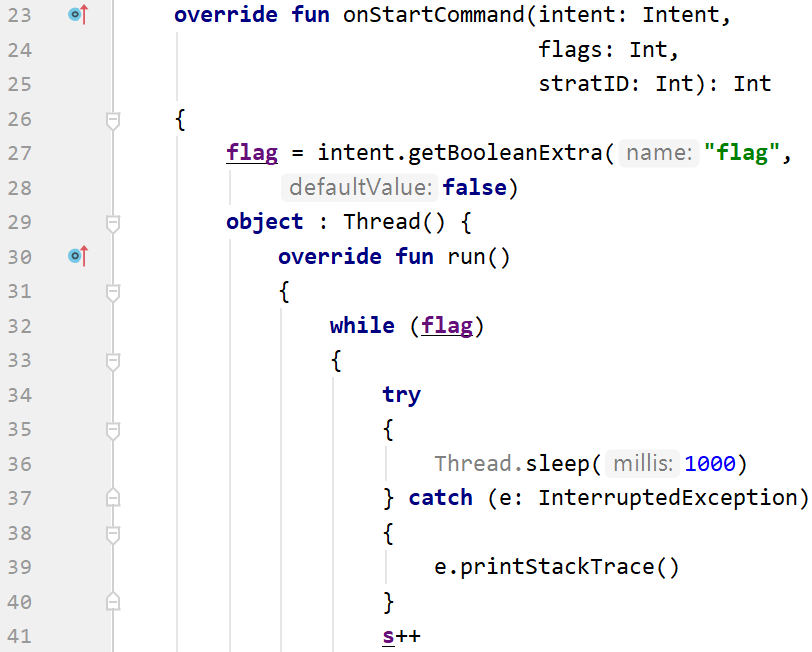 23 override fun onStartCommand(intent: Intent,
24 flags: Int,
25 stratID: Int): Int
26 {
27 flag = intent.getBooleanExtra( name: "flag",
28 defaultValue: false)
29 object : Thread() {
30 override fun run()
31 {
32 while (flag)
33 {
34 try
35 {
36 Thread.sleep( millis: 1000)
37 } catch (e: InterruptedException)
38 {
39 e.printStackTrace()
40 }
41 s++